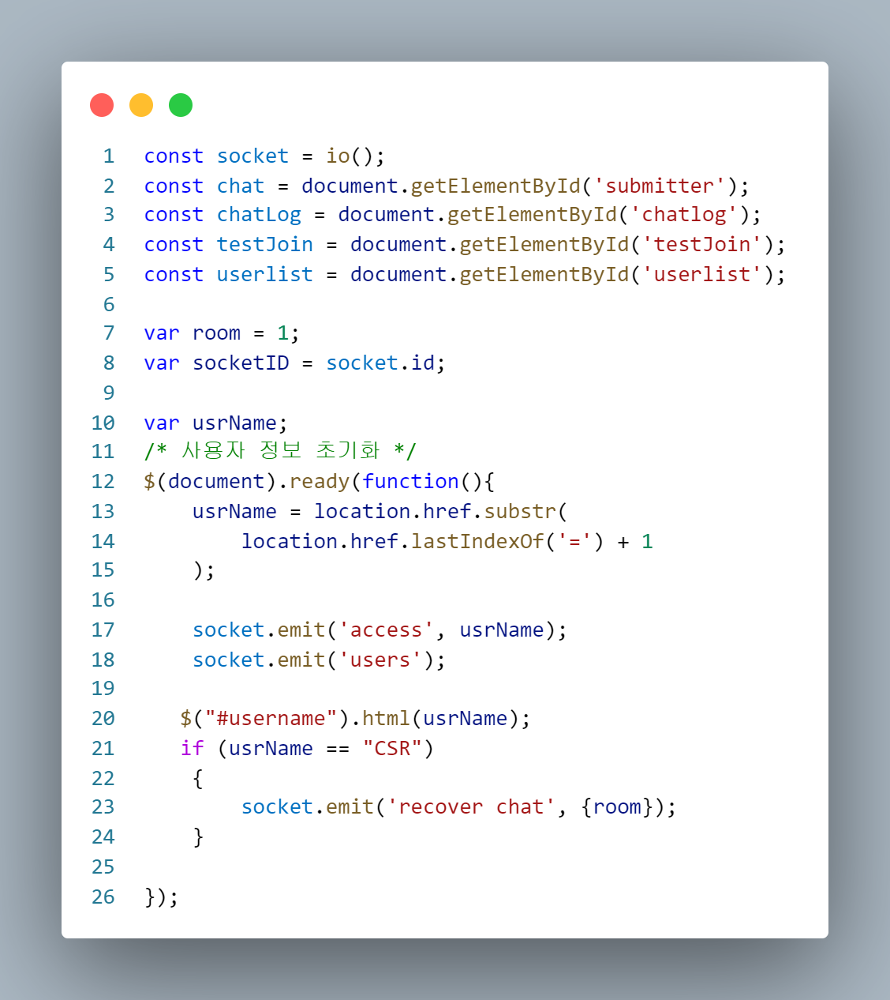 1 const socket = io();
2 const chat = document.getElementById('submitter');
3 const chatLog = document.getElementById('chatlog');
4 const testJoin = document.getElementById('testJoin');
5 const userlist = document.getElementById('userlist');
6
7 var room = 1;
8 var socketID = socket.id;
9
10 var usrName;
11 /* 사용자 정보 초기화 */
12 $(document).ready(function(){
13     usrName = location.href.substr(
14         location.href.lastIndexOf('=') + 1
15     );
16
17     socket.emit('access', usrName);
18     socket.emit('users');
19
20    $("#username").html(usrName);
21    if (usrName == "CSR")
22     {
23         socket.emit('recover chat', {room});
24     }
25
26 });